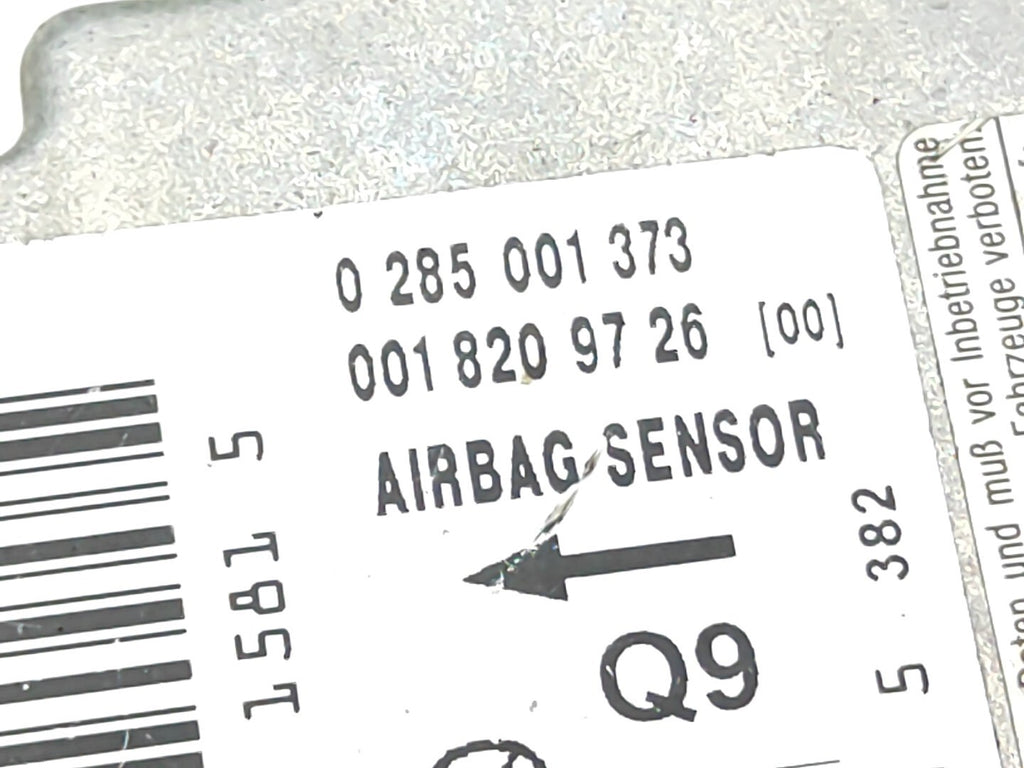 0 285 001 373
001 820 97 26 [00]
AIRBAG SENSOR
Q9
1581 5
5 382
vor Inbetriebnahme
und muß
Fahrzeuge verboten.